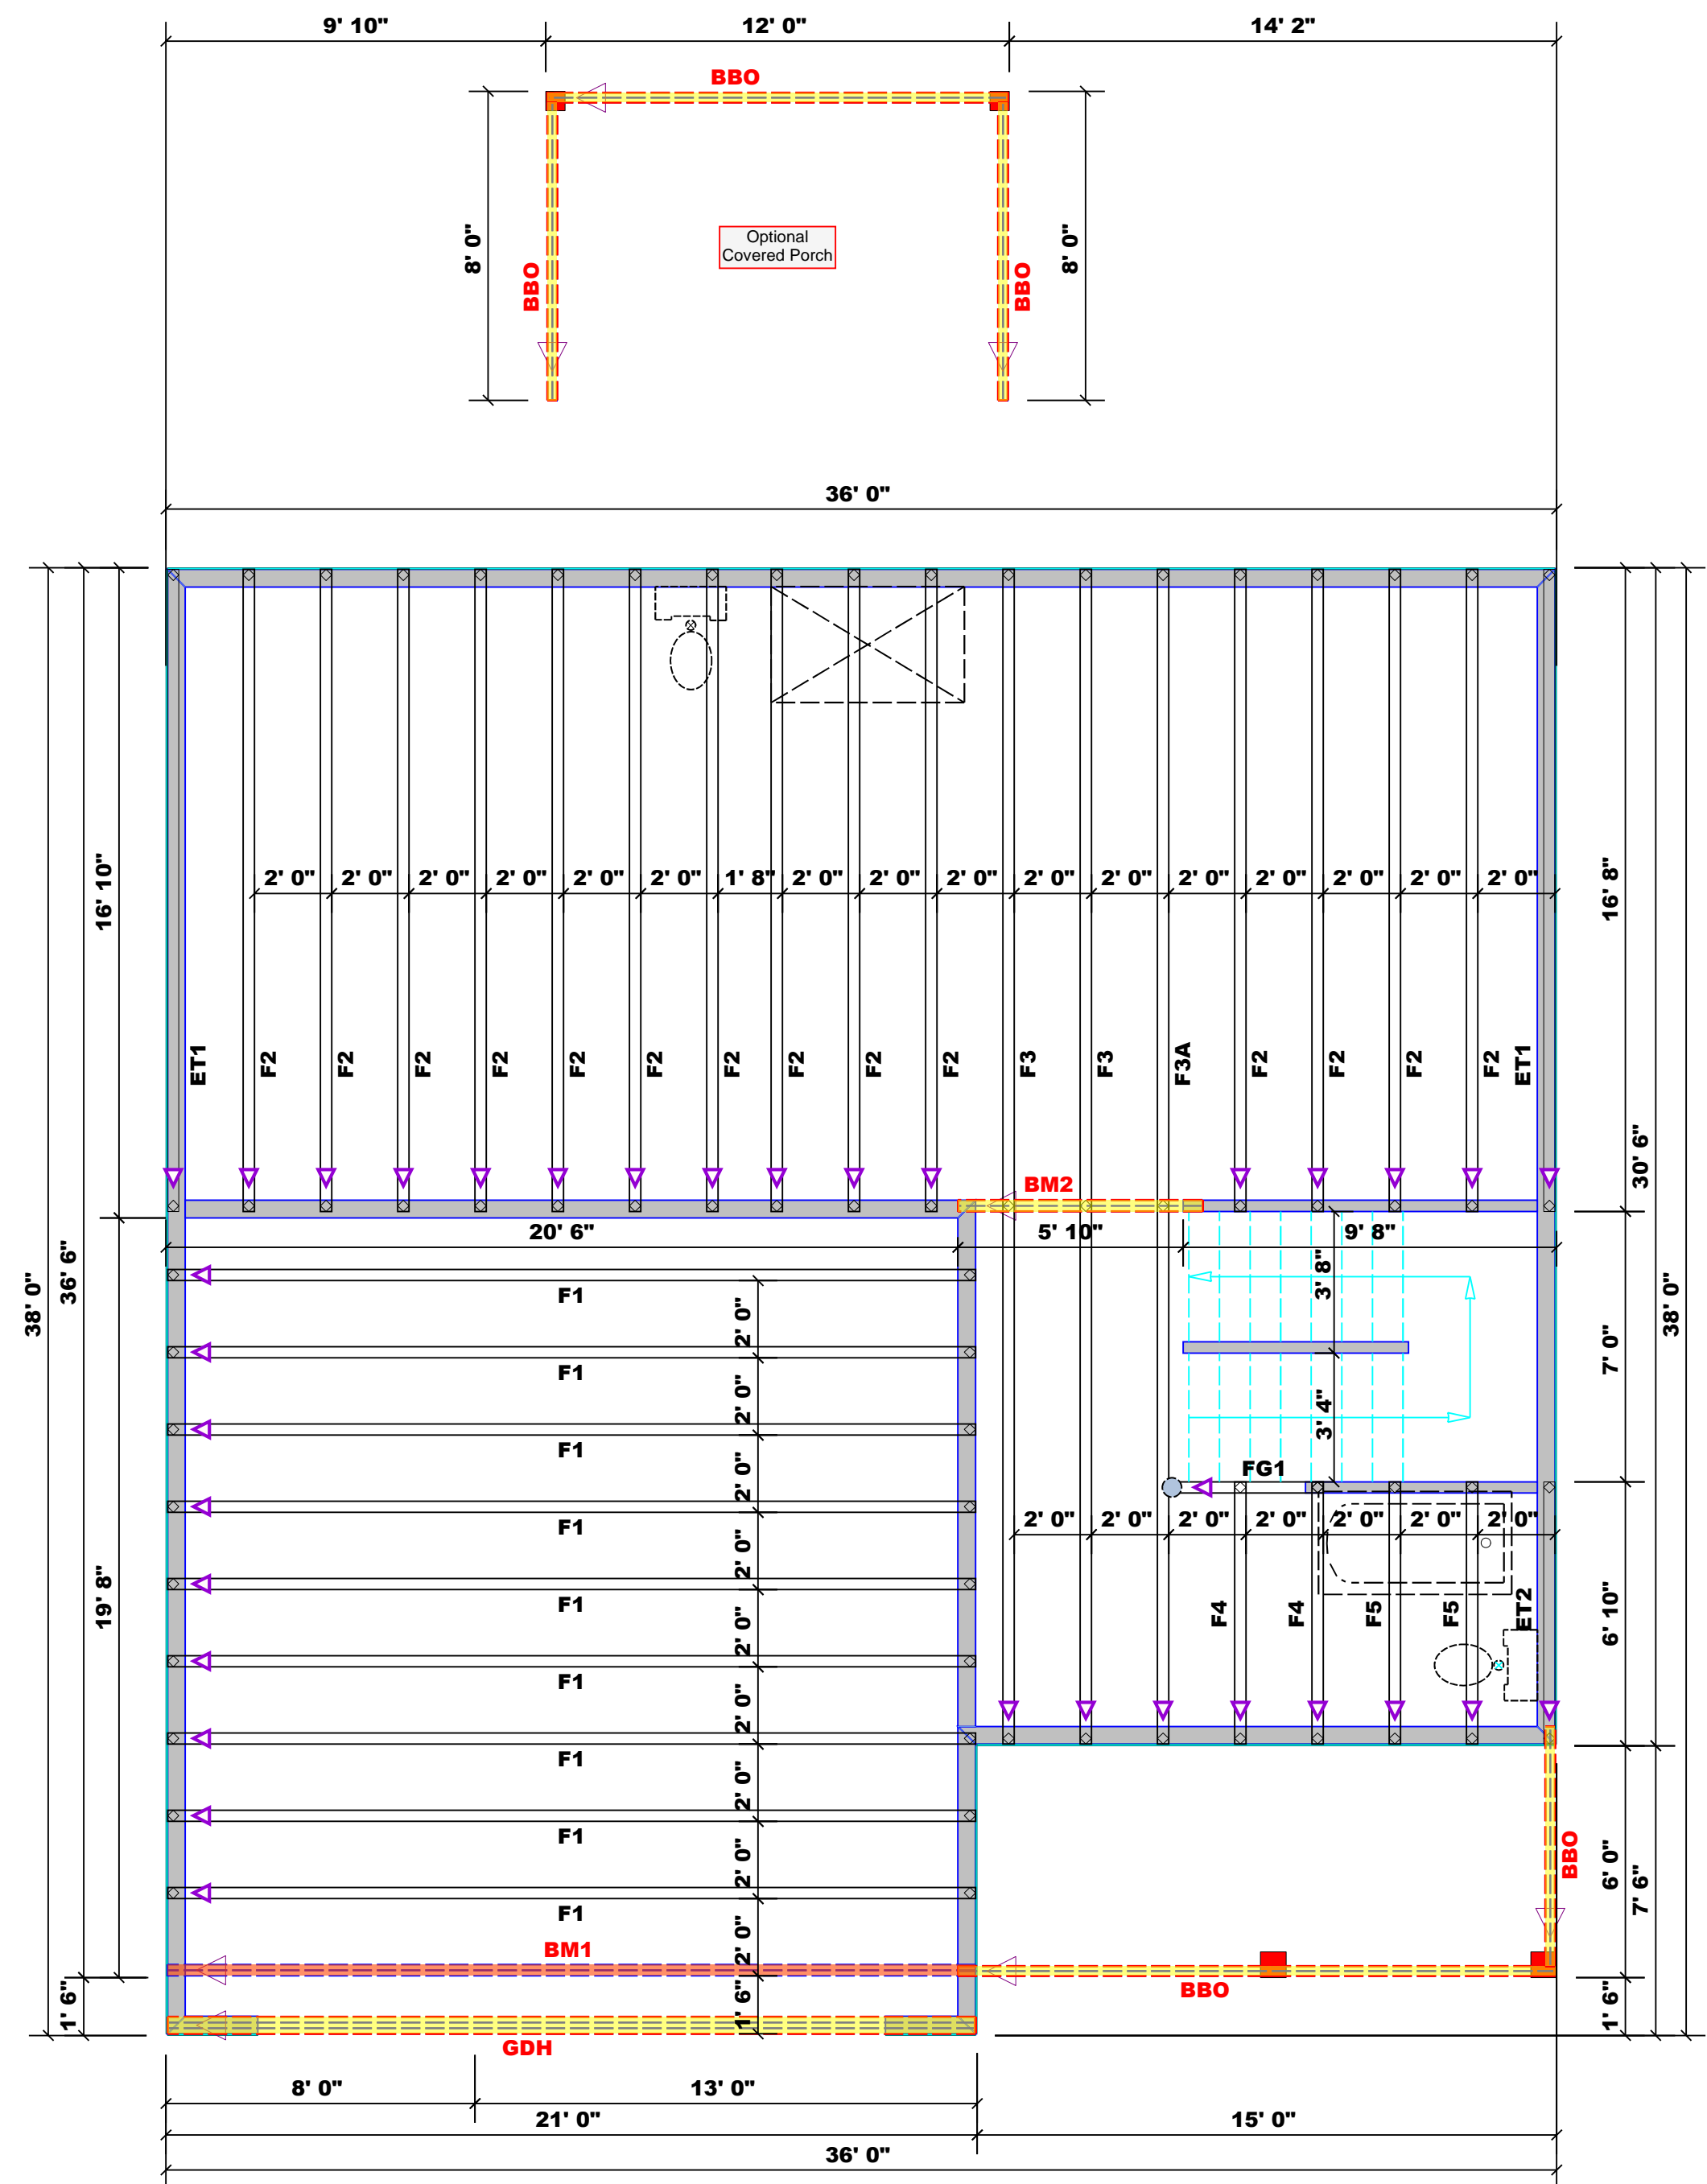 9' 10"
12' 0"
14' 2"
BBO
8' 0"
BBO
Optional
Covered Porch
BBO
8' 0"
36' 0"
2' 0"
2' 0"
2' 0"
2' 0"
2' 0"
2' 0"
1' 8"
2' 0"
2' 0"
2' 0"
2' 0"
2' 0"
2' 0"
2' 0"
2' 0"
2' 0"
2' 0"
16' 10"
16' 8"
ET1
F2
F2
F2
F2
F2
F2
F2
F2
F2
F2
F3
F3
F3A
F2
F2
F2
F2
ET1
30' 6"
BM2
20' 6"
5' 10"
9' 8"
38' 0"
36' 6"
3' 8"
38' 0"
7' 0"
F1
2' 0"
F1
2' 0"
3' 4"
F1
2' 0"
FG1
F1
2' 0"
2' 0"
2' 0"
2' 0"
2' 0"
2' 0"
2' 0"
2' 0"
19' 8"
F1
2' 0"
F4
F4
F5
F5
ET2
6' 10"
F1
2' 0"
F1
2' 0"
F1
2' 0"
F1
2' 0"
BBO
6' 0"
7' 6"
BM1
BBO
1' 6"
1' 6"
1' 6"
GDH
8' 0"
13' 0"
21' 0"
15' 0"
36' 0"